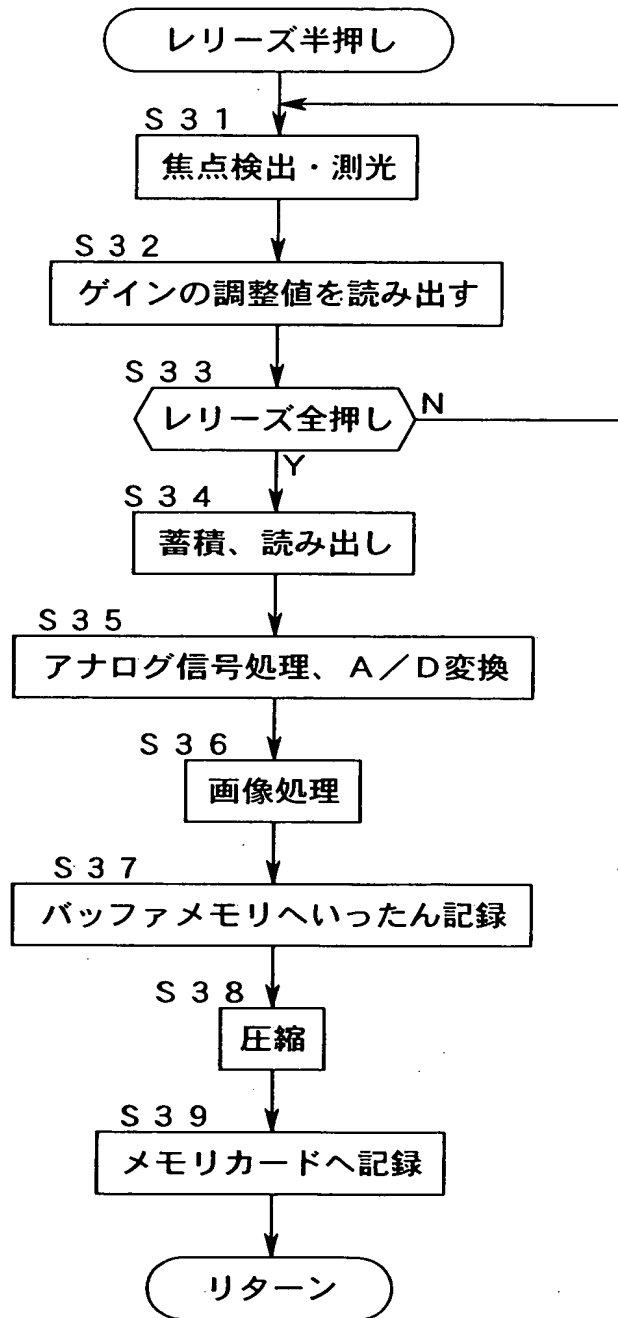 レリーズ半押し
S31
焦点検出・測光
S32
ゲインの調整値を読み出す
S33
レリーズ全押し
N
Y
S34
蓄積、読み出し
S35
アナログ信号処理、A/D変換
S36
画像処理
S37
バッファメモリへいったん記録
S38
圧縮
S39
メモリカードへ記録
リターン